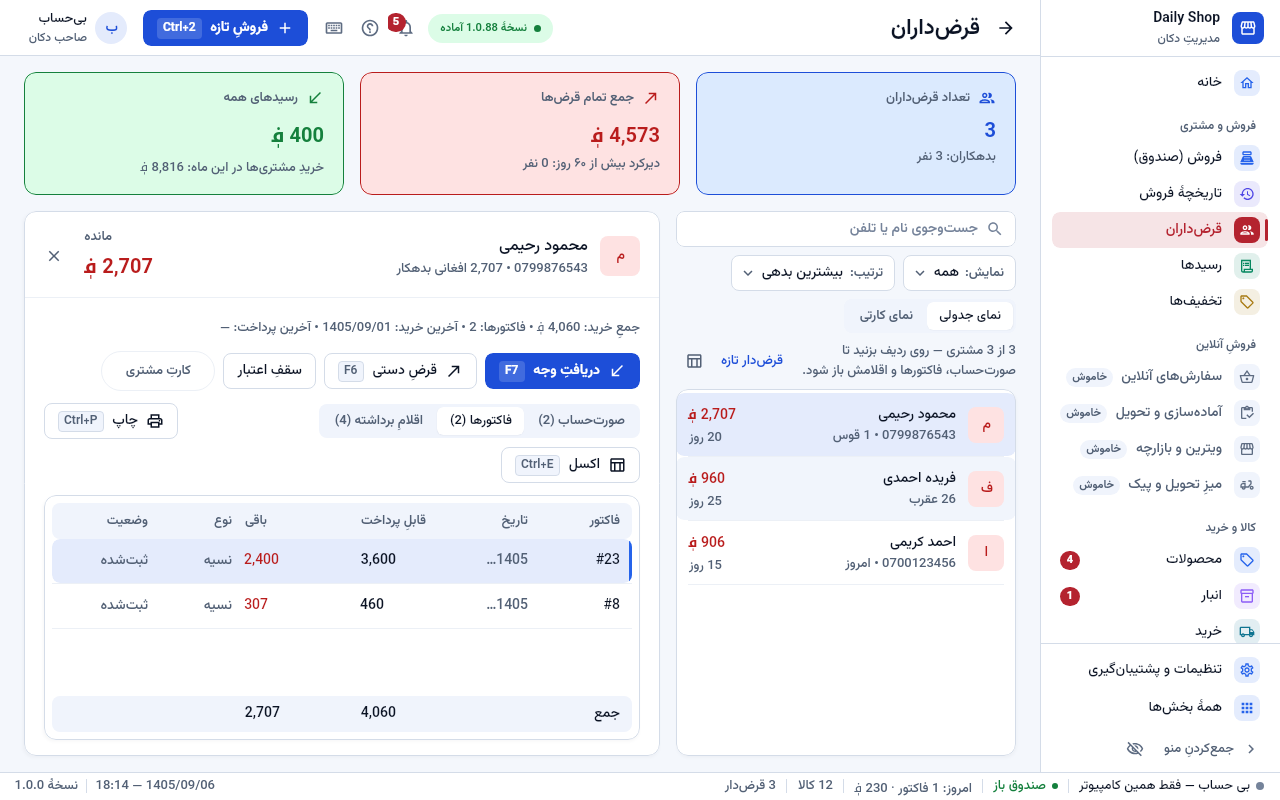 Daily Shop
مدیریتِ دکان
خانه
فروش و مشتری
فروش (صندوق)
تاریخچهٔ فروش
قرض‌داران
رسیدها
تخفیف‌ها
فروشِ آنلاین
سفارش‌های آنلاین خاموش
آماده‌سازی و تحویل خاموش
ویترین و بازارچه خاموش
میزِ تحویل و پیک خاموش
کالا و خرید
محصولات 4
انبار 1
خرید
تنظیمات و پشتیبان‌گیری
همهٔ بخش‌ها
جمع‌کردنِ منو
قرض‌داران
نسخهٔ 1.0.88 آماده
5
فروشِ تازه Ctrl+2
ب
بی‌حساب
صاحب دکان
تعداد قرض‌داران
3
بدهکاران: 3 نفر
جمع تمام قرض‌ها
4,573 ؋
دیرکرد بیش از ۶۰ روز: 0 نفر
رسیدهای همه
400 ؋
خریدِ مشتری‌ها در این ماه: 8,816 ؋
جست‌وجوی نام یا تلفن
نمایش: همه
ترتیب: بیشترین بدهی
نمای جدولی
نمای کارتی
3 از 3 مشتری — روی ردیف بزنید تا
صورت‌حساب، فاکتورها و اقلامش باز شود.
قرض‌دار تازه
م
محمود رحیمی
2,707 ؋
0799876543 • 1 قوس
20 روز
ف
فریده احمدی
960 ؋
26 عقرب
25 روز
ا
احمد کریمی
906 ؋
0700123456 • امروز
15 روز
م
محمود رحیمی
0799876543 • 2,707 افغانی بدهکار
مانده
2,707 ؋
جمعِ خرید: 4,060 ؋ • فاکتورها: 2 • آخرین خرید: 1405/09/01 • آخرین پرداخت: —
دریافتِ وجه F7
قرضِ دستی F6
سقفِ اعتبار
کارتِ مشتری
صورت‌حساب (2)
فاکتورها (2)
اقلامِ برداشته (4)
چاپ Ctrl+P
اکسل Ctrl+E
فاکتور تاریخ قابلِ پرداخت باقی نوع وضعیت
#23 1405... 3,600 2,400 نسیه ثبت‌شده
#8 1405... 460 307 نسیه ثبت‌شده
جمع 4,060 2,707
بی حساب — فقط همین کامپیوتر
صندوق باز
امروز: 1 فاکتور · 230 ؋
12 کالا
3 قرض‌دار
1405/09/06 — 18:14
نسخهٔ 1.0.0